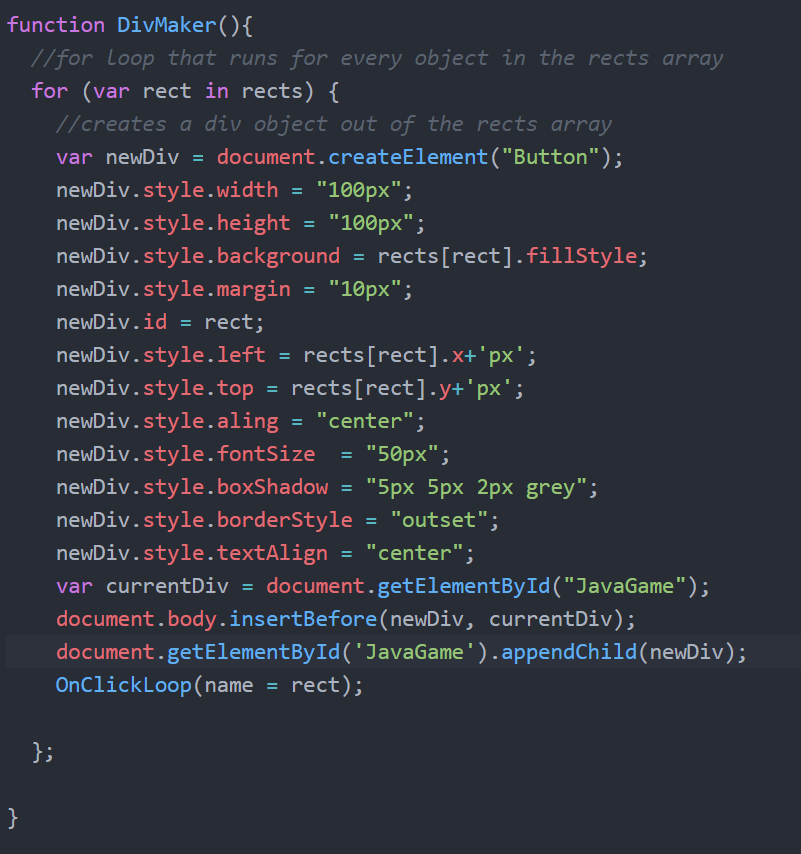 function DivMaker(){
//for loop that runs for every object in the rects array
for (var rect in rects) {
//creates a div object out of the rects array
var newDiv = document.createElement("Button");
newDiv.style.width = "100px";
newDiv.style.height = "100px";
newDiv.style.background = rects[rect].fillStyle;
newDiv.style.margin = "10px";
newDiv.id = rect;
newDiv.style.left = rects[rect].x+'px';
newDiv.style.top = rects[rect].y+'px';
newDiv.style.aling = "center";
newDiv.style.fontSize  = "50px";
newDiv.style.boxShadow = "5px 5px 2px grey";
newDiv.style.borderStyle = "outset";
newDiv.style.textAlign = "center";
var currentDiv = document.getElementById("JavaGame");
document.body.insertBefore(newDiv, currentDiv);
document.getElementById('JavaGame').appendChild(newDiv);
OnClickLoop(name = rect);
};
}